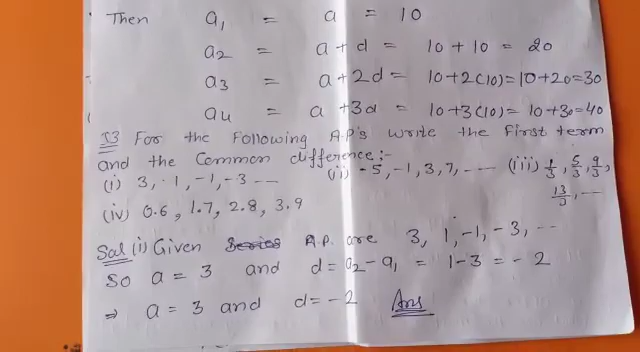 Then a₁ = a = 10
a₂ = a+d = 10+10 = 20
a₃ = a+2d = 10+2(10)=10+20=30
a₄ = a+3d = 10+3(10)= 10+30=40
For the Following A.P's write the first term
and the Common difference:-
(i) 3, 1, -1, -3 --- (ii) -5, -1, 3, 7, --- (iii) 1/3, 5/3, 9/3,
13/3, ---
(iv) 0.6, 1.7, 2.8, 3.9
Sol (i) Given A.P. are 3, 1, -1, -3, --
So a = 3 and d = a₂ - a₁ = 1-3 = -2
⇒ a = 3 and d = -2 Ans